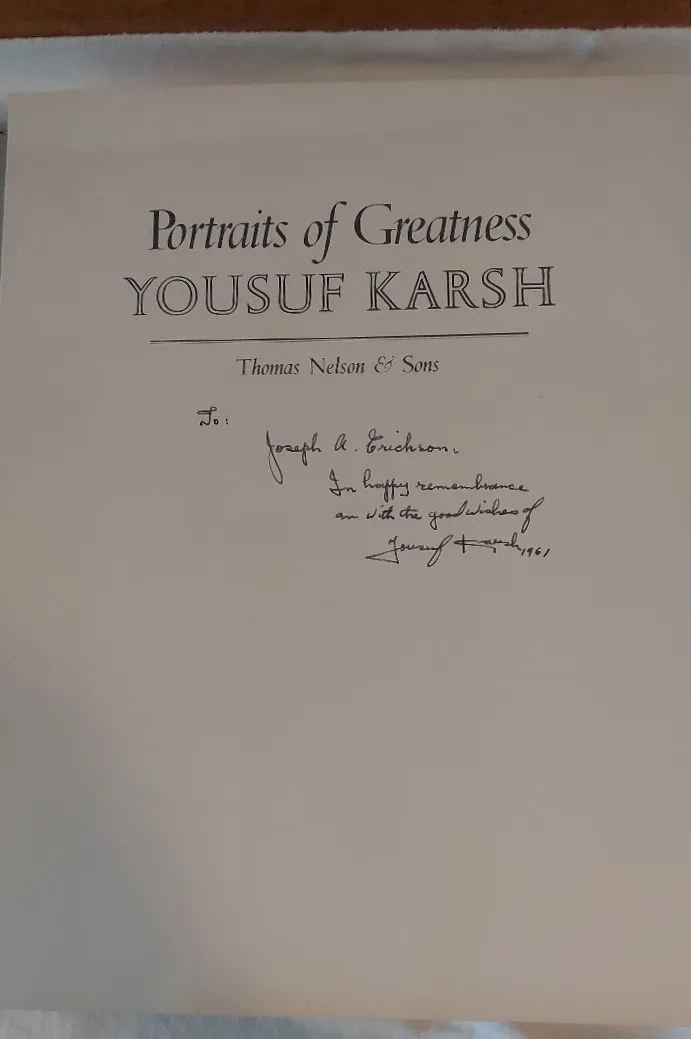 Portraits of Greatness
YOUSUF KARSH
Thomas Nelson & Sons
To:
Joseph A. Erickson.
In happy remembrance
an with the good wishes of
Yousuf Karsh, 1961